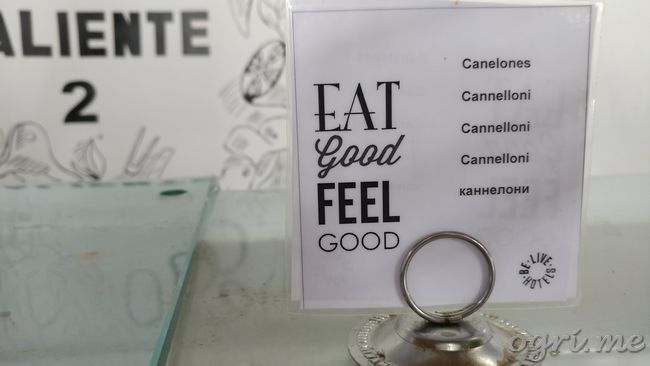 ALIENTE
2
EAT
Good
FEEL
GOOD
Canelones
Cannelloni
Cannelloni
Cannelloni
каннелони
BE·LIVE·HOTELS
ogri.me